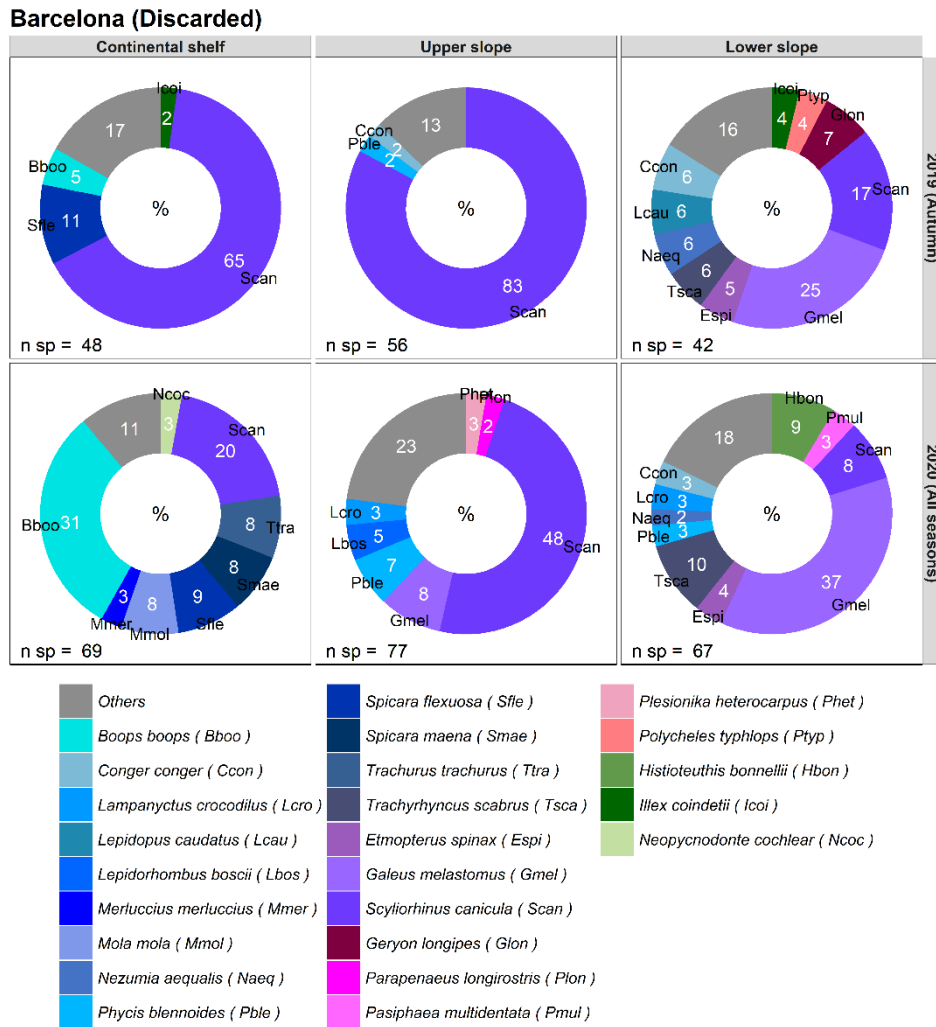 Barcelona (Discarded)
Continental shelf
Upper slope
Lower slope
2019 (Autumn)
Icoi
2
65
Scan
11
Sfle
5
Bboo
17
%
n sp = 48
83
Scan
2
Pble
2
Ccon
13
%
n sp = 56
Icoi
4
Ptyp
4
Glon
7
Scan
17
25
Gmel
5
Espi
6
Tsca
6
Naeq
6
Lcau
6
Ccon
16
%
n sp = 42
2020 (All seasons)
Ncoc
3
Scan
20
Ttra
8
Smae
8
Sfle
9
Mmol
8
Mmer
3
Bboo
31
11
%
n sp = 69
Phet
3
Plon
2
48
Scan
8
Gmel
7
Pble
5
Lbos
3
Lcro
23
%
n sp = 77
Hbon
9
Pmul
3
Scan
8
37
Gmel
4
Espi
10
Tsca
3
Pble
2
Naeq
3
Lcro
3
Ccon
18
%
n sp = 67
Others
Boops boops ( Bboo )
Conger conger ( Ccon )
Lampanyctus crocodilus ( Lcro )
Lepidopus caudatus ( Lcau )
Lepidorhombus boscii ( Lbos )
Merluccius merluccius ( Mmer )
Mola mola ( Mmol )
Nezumia aequalis ( Naeq )
Phycis blennoides ( Pble )
Spicara flexuosa ( Sfle )
Spicara maena ( Smae )
Trachurus trachurus ( Ttra )
Trachyrhyncus scabrus ( Tsca )
Etmopterus spinax ( Espi )
Galeus melastomus ( Gmel )
Scyliorhinus canicula ( Scan )
Geryon longipes ( Glon )
Parapenaeus longirostris ( Plon )
Pasiphaea multidentata ( Pmul )
Plesionika heterocarpus ( Phet )
Polycheles typhlops ( Ptyp )
Histioteuthis bonnellii ( Hbon )
Illex coindetii ( Icoi )
Neopycnodonte cochlear ( Ncoc )